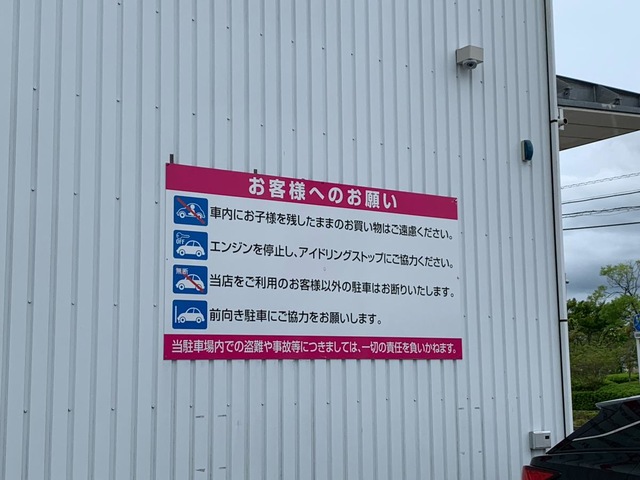 お客様へのお願い
車内にお子様を残したままのお買い物はご遠慮ください。
OFF
エンジンを停止し、アイドリングストップにご協力ください。
無断
当店をご利用のお客様以外の駐車はお断りいたします。
前向き駐車にご協力をお願いします。
当駐車場内での盗難や事故等につきましては、一切の責任を負いかねます。